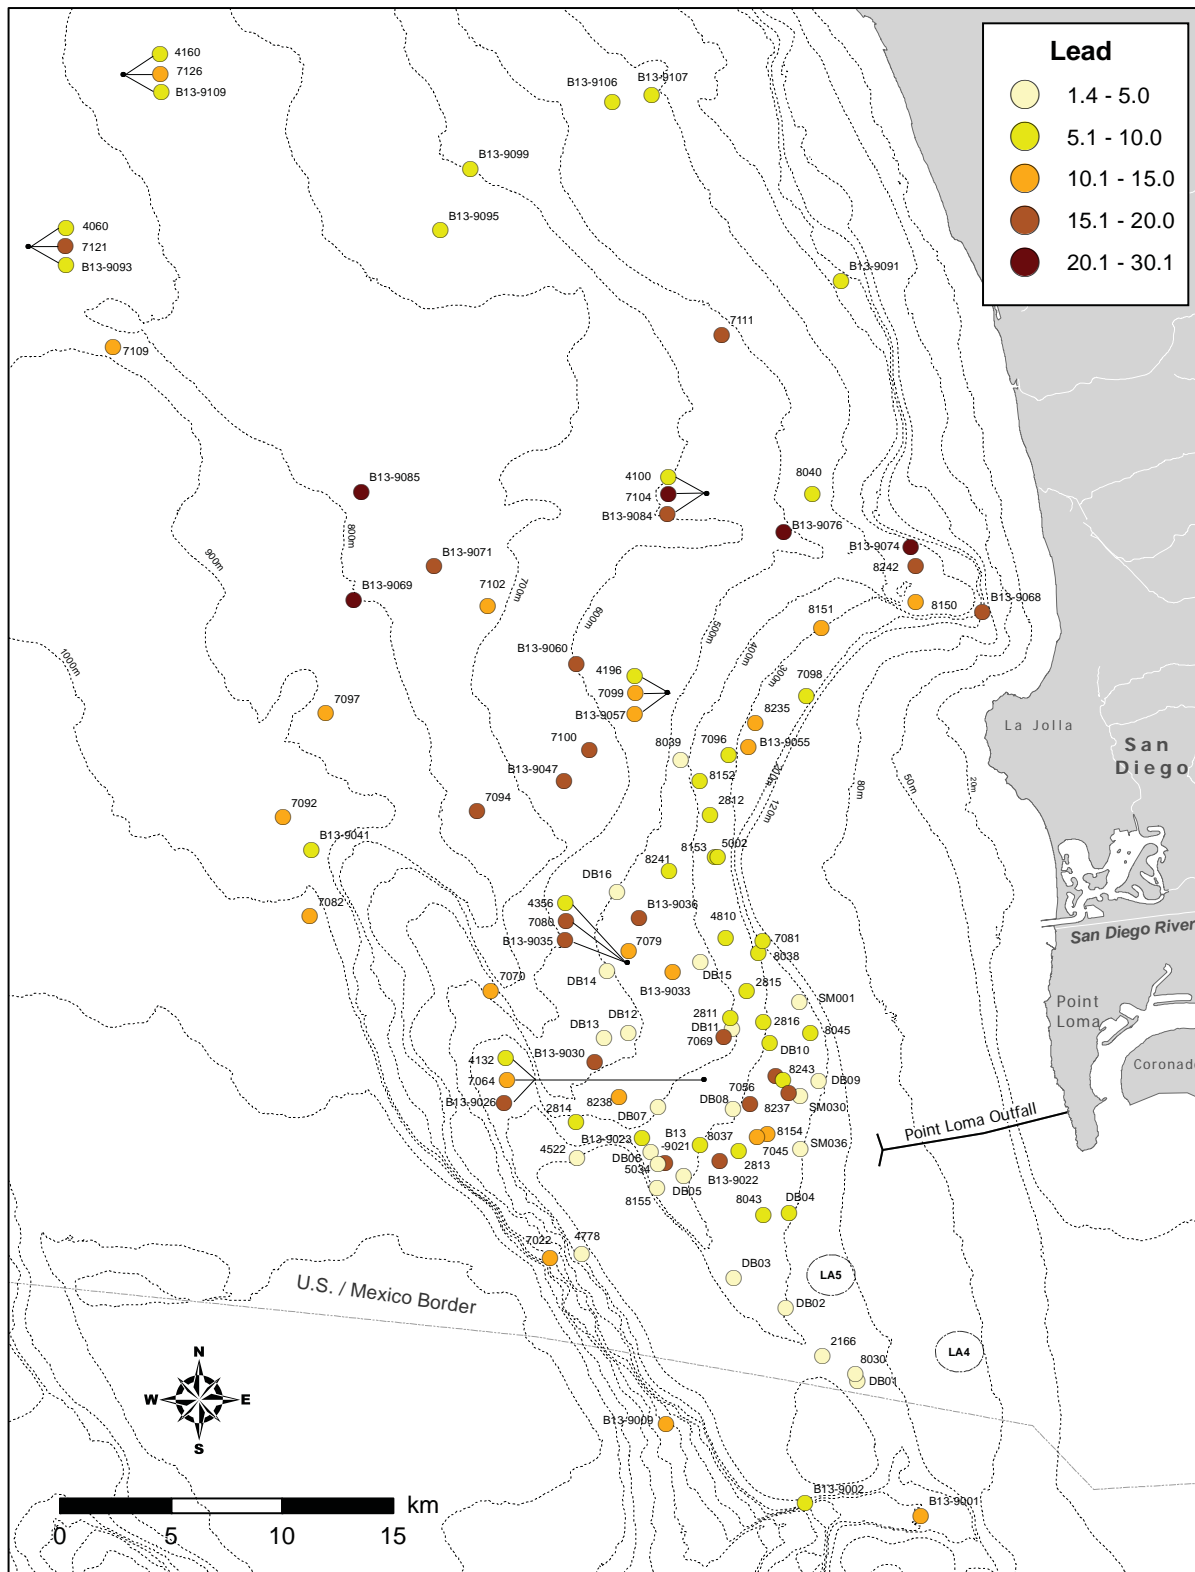 Lead
1.4 - 5.0
5.1 - 10.0
10.1 - 15.0
15.1 - 20.0
20.1 - 30.1
4160
7126
B13-9109
B13-9106
B13-9107
B13-9099
B13-9095
4060
7121
B13-9093
B13-9091
7109
7111
B13-9085
4100
7104
B13-9084
8040
B13-9076
800m
900m
B13-9074
8242
B13-9071
700m
B13-9069
7102
600m
500m
8150
B13-9068
8151
400m
300m
1000m
B13-9060
4196
7099
B13-9057
7098
7097
8235
La Jolla
San
Diego
7100
8039
7096
B13-9055
B13-9047
8152
210m
80m
50m
20m
7092
7094
2812
120m
B13-9041
8153
5002
8241
DB16
4356
7080
B13-9035
B13-9036
7082
4810
7081
8038
San Diego River
7079
DB15
B13-9033
DB14
7070
2815
SM001
Point
Loma
2811
DB11
7069
2816
8045
DB12
DB13
DB10
Coronado
4132
B13-9030
7064
B13-9026
8243
DB09
7056
8237
SM030
8238
DB08
DB07
2814
Point Loma Outfall
B13-9023
B13
-9021
8037
8154
7045
SM036
4522
DB06
5034
2813
B13-9022
DB05
8155
8043
DB04
7022
4778
DB03
LA5
U.S. / Mexico Border
DB02
2166
8030
DB01
LA4
N
W
E
S
B13-9009
B13-9002
B13-9001
km
0
5
10
15